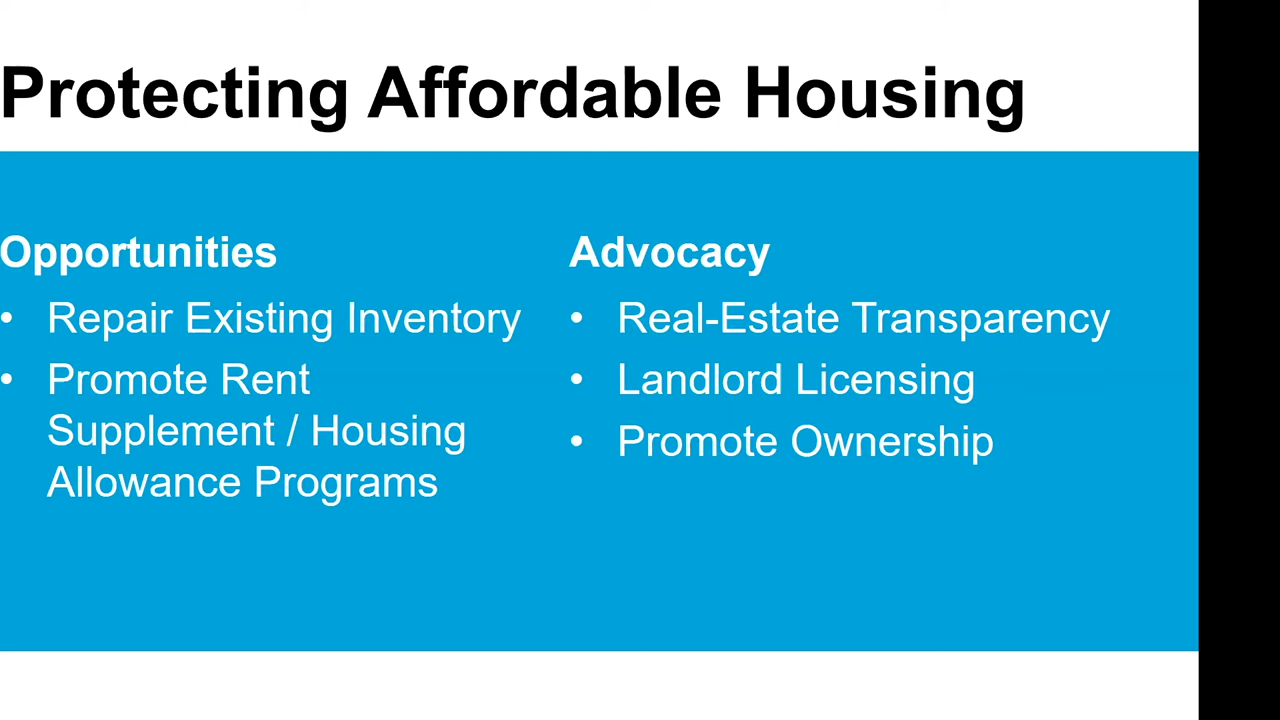 Protecting Affordable Housing
Opportunities
• Repair Existing Inventory
• Promote Rent
Supplement / Housing
Allowance Programs
Advocacy
• Real-Estate Transparency
• Landlord Licensing
• Promote Ownership